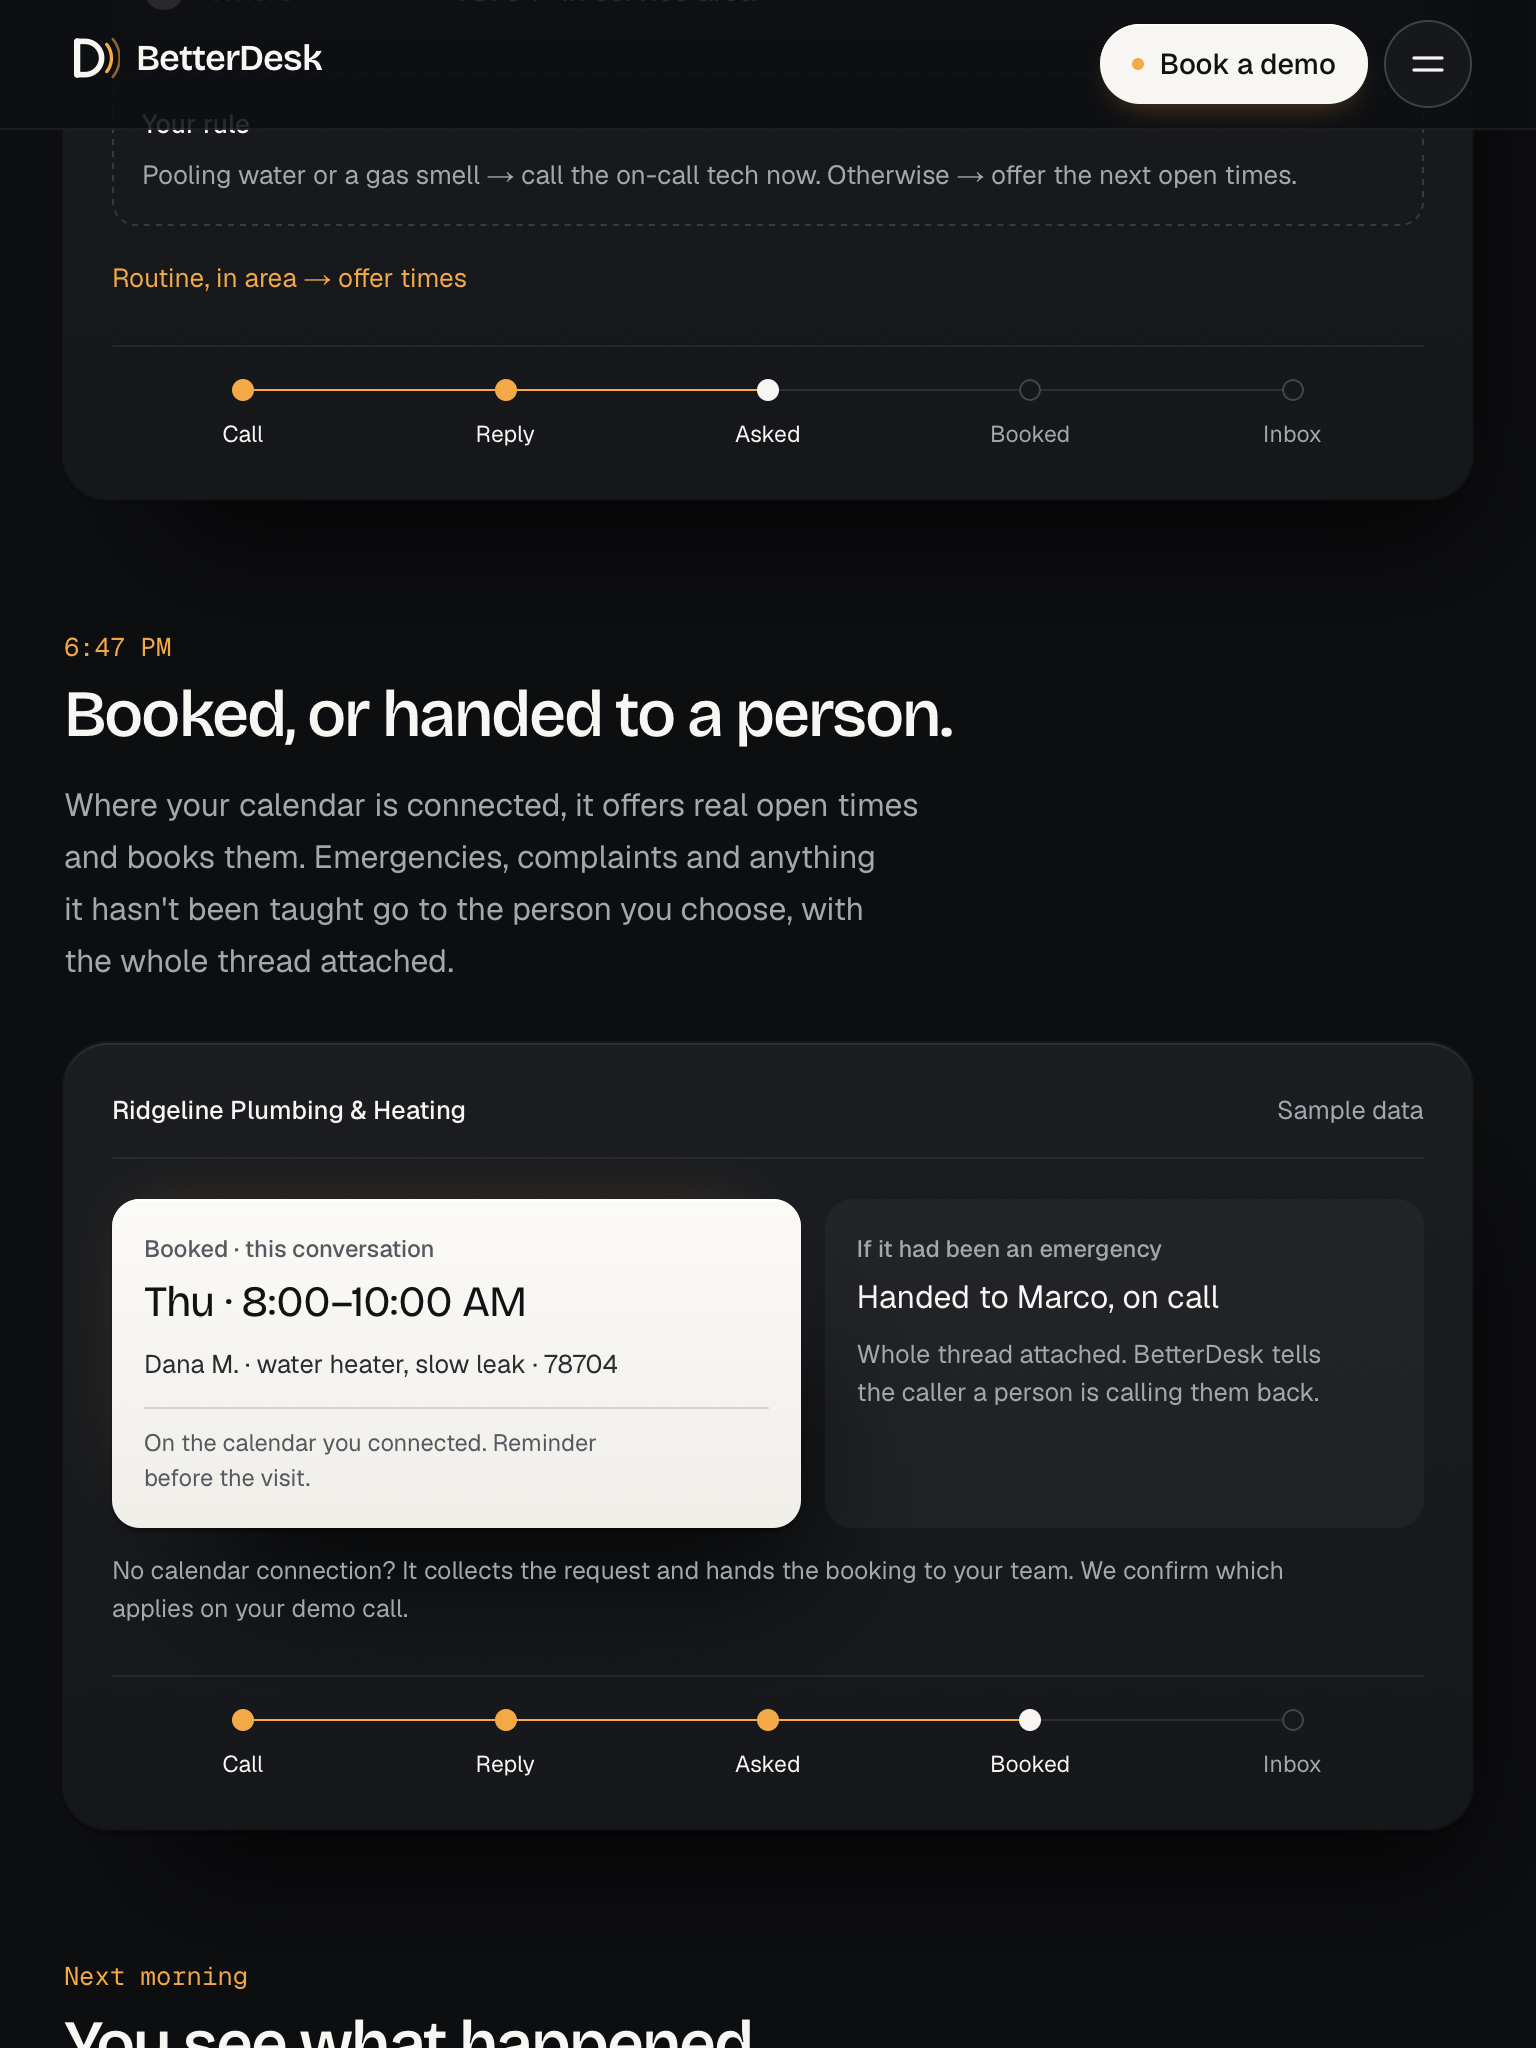 BetterDesk
Book a demo
Your rule
Pooling water or a gas smell → call the on-call tech now. Otherwise → offer the next open times.
Routine, in area → offer times
Call
Reply
Asked
Booked
Inbox
6:47 PM
Booked, or handed to a person.
Where your calendar is connected, it offers real open times
and books them. Emergencies, complaints and anything
it hasn't been taught go to the person you choose, with
the whole thread attached.
Ridgeline Plumbing & Heating
Sample data
Booked · this conversation
Thu · 8:00–10:00 AM
Dana M. · water heater, slow leak · 78704
On the calendar you connected. Reminder
before the visit.
If it had been an emergency
Handed to Marco, on call
Whole thread attached. BetterDesk tells
the caller a person is calling them back.
No calendar connection? It collects the request and hands the booking to your team. We confirm which
applies on your demo call.
Call
Reply
Asked
Booked
Inbox
Next morning
You see what happened